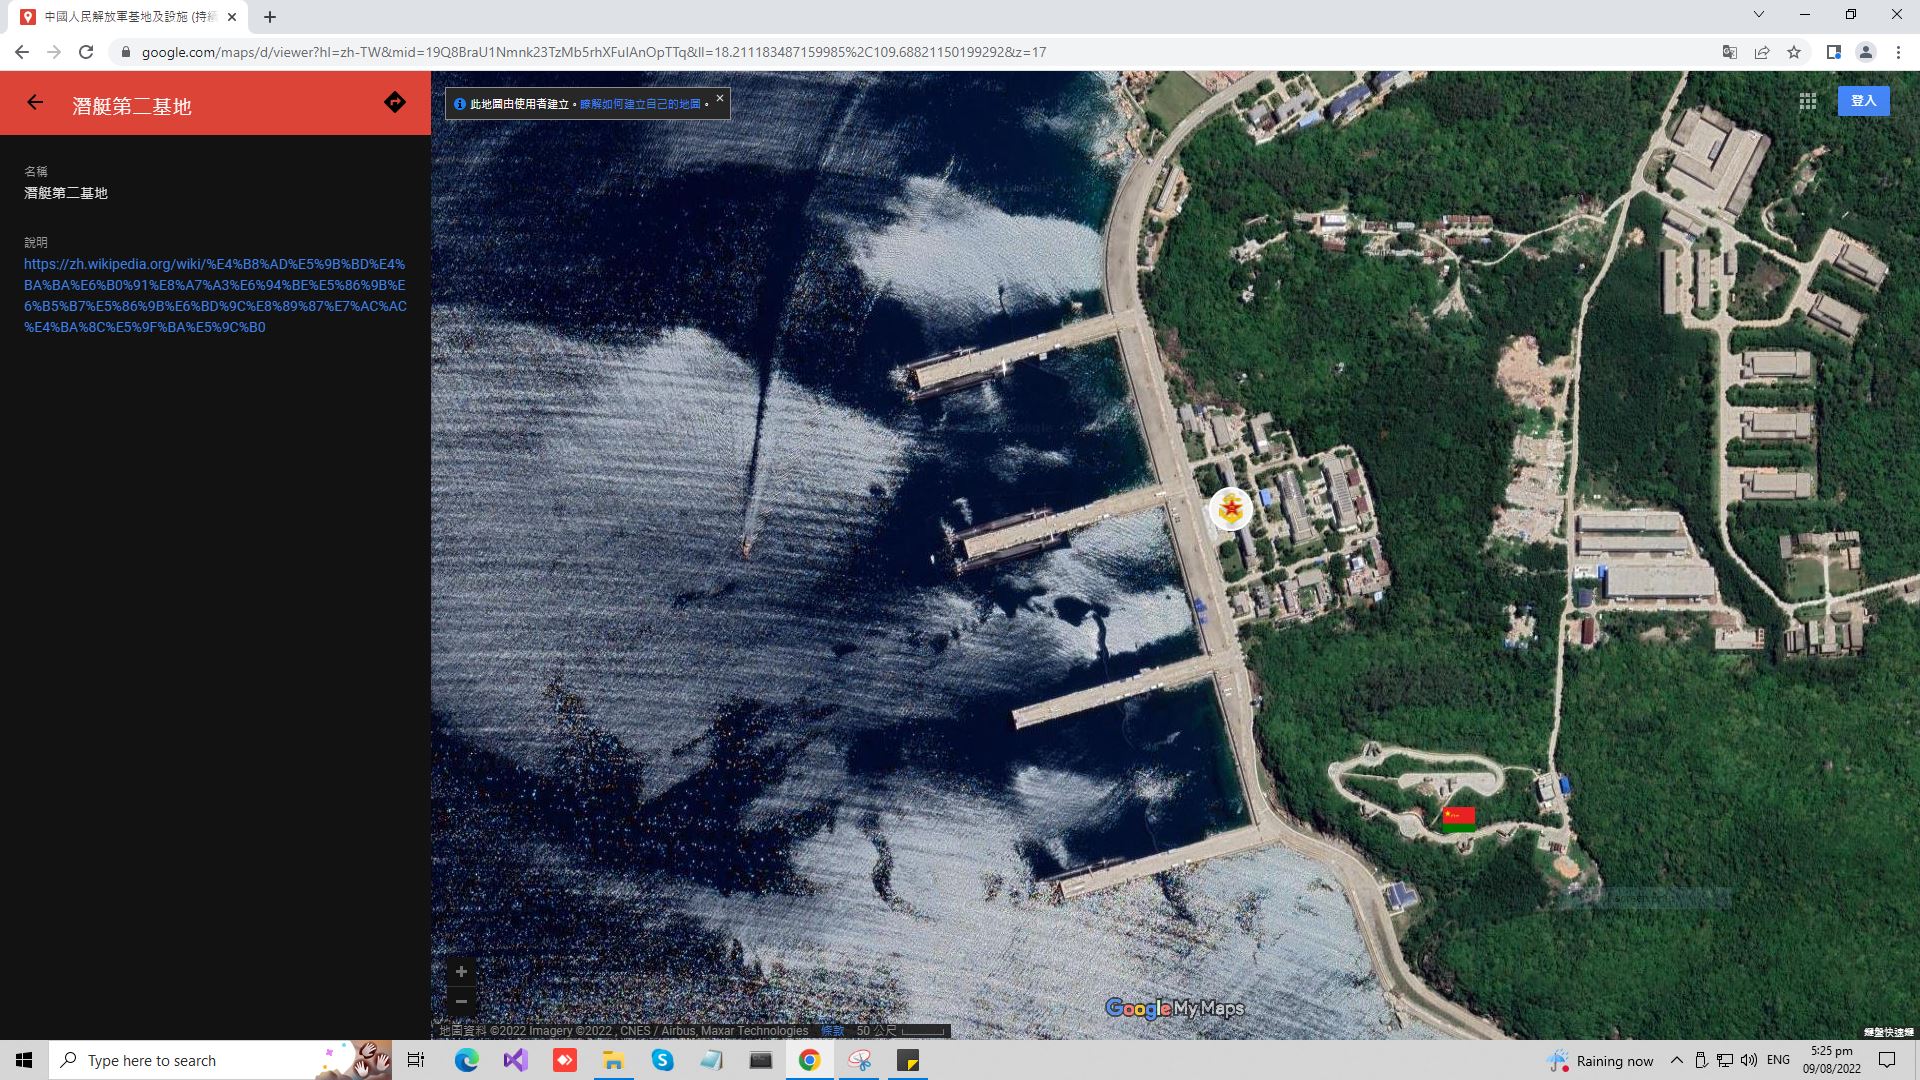 中國人民解放軍基地及設施 (持續
google.com/maps/d/viewer?hl=zh-TW&mid=19Q8BraU1Nmnk23TzMb5rhXFulAnOpTTq&ll=18.211183487159985%2C109.68821150199292&z=17
潛艇第二基地
此地圖由使用者建立。瞭解如何建立自己的地圖。
登入
名稱
潛艇第二基地
說明
https://zh.wikipedia.org/wiki/%E4%B8%AD%E5%9B%BD%E4%
BA%BA%E6%B0%91%E8%A7%A3%E6%94%BE%E5%86%9B%E
6%B5%B7%E5%86%9B%E6%BD%9C%E8%89%87%E7%AC%AC
%E4%BA%8C%E5%9F%BA%E5%9C%B0
Google My Maps
地圖資料 ©2022 Imagery ©2022 , CNES / Airbus, Maxar Technologies 條款 50 公尺
鍵盤快速鍵
Type here to search
Raining now
ENG
5:25 pm
09/08/2022